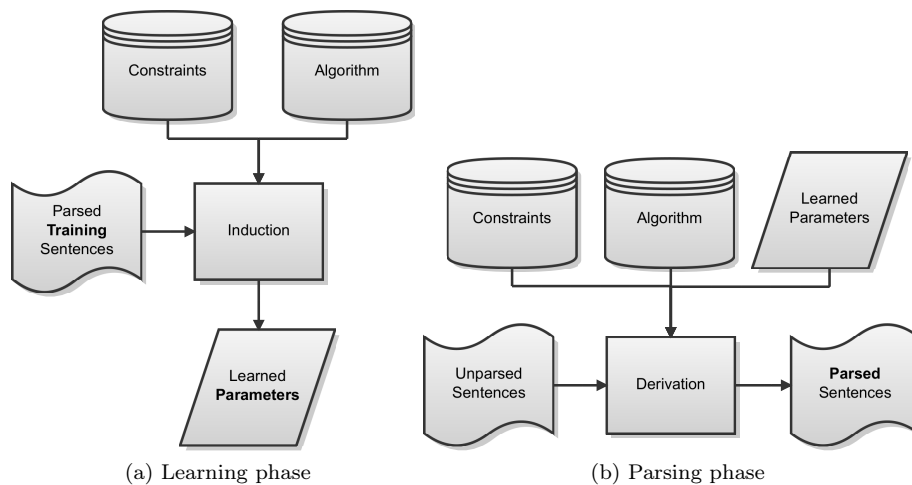 Constraints
Algorithm
Parsed
Training
Sentences
Induction
Learned
Parameters
(a) Learning phase
Constraints
Algorithm
Learned
Parameters
Unparsed
Sentences
Derivation
Parsed
Sentences
(b) Parsing phase